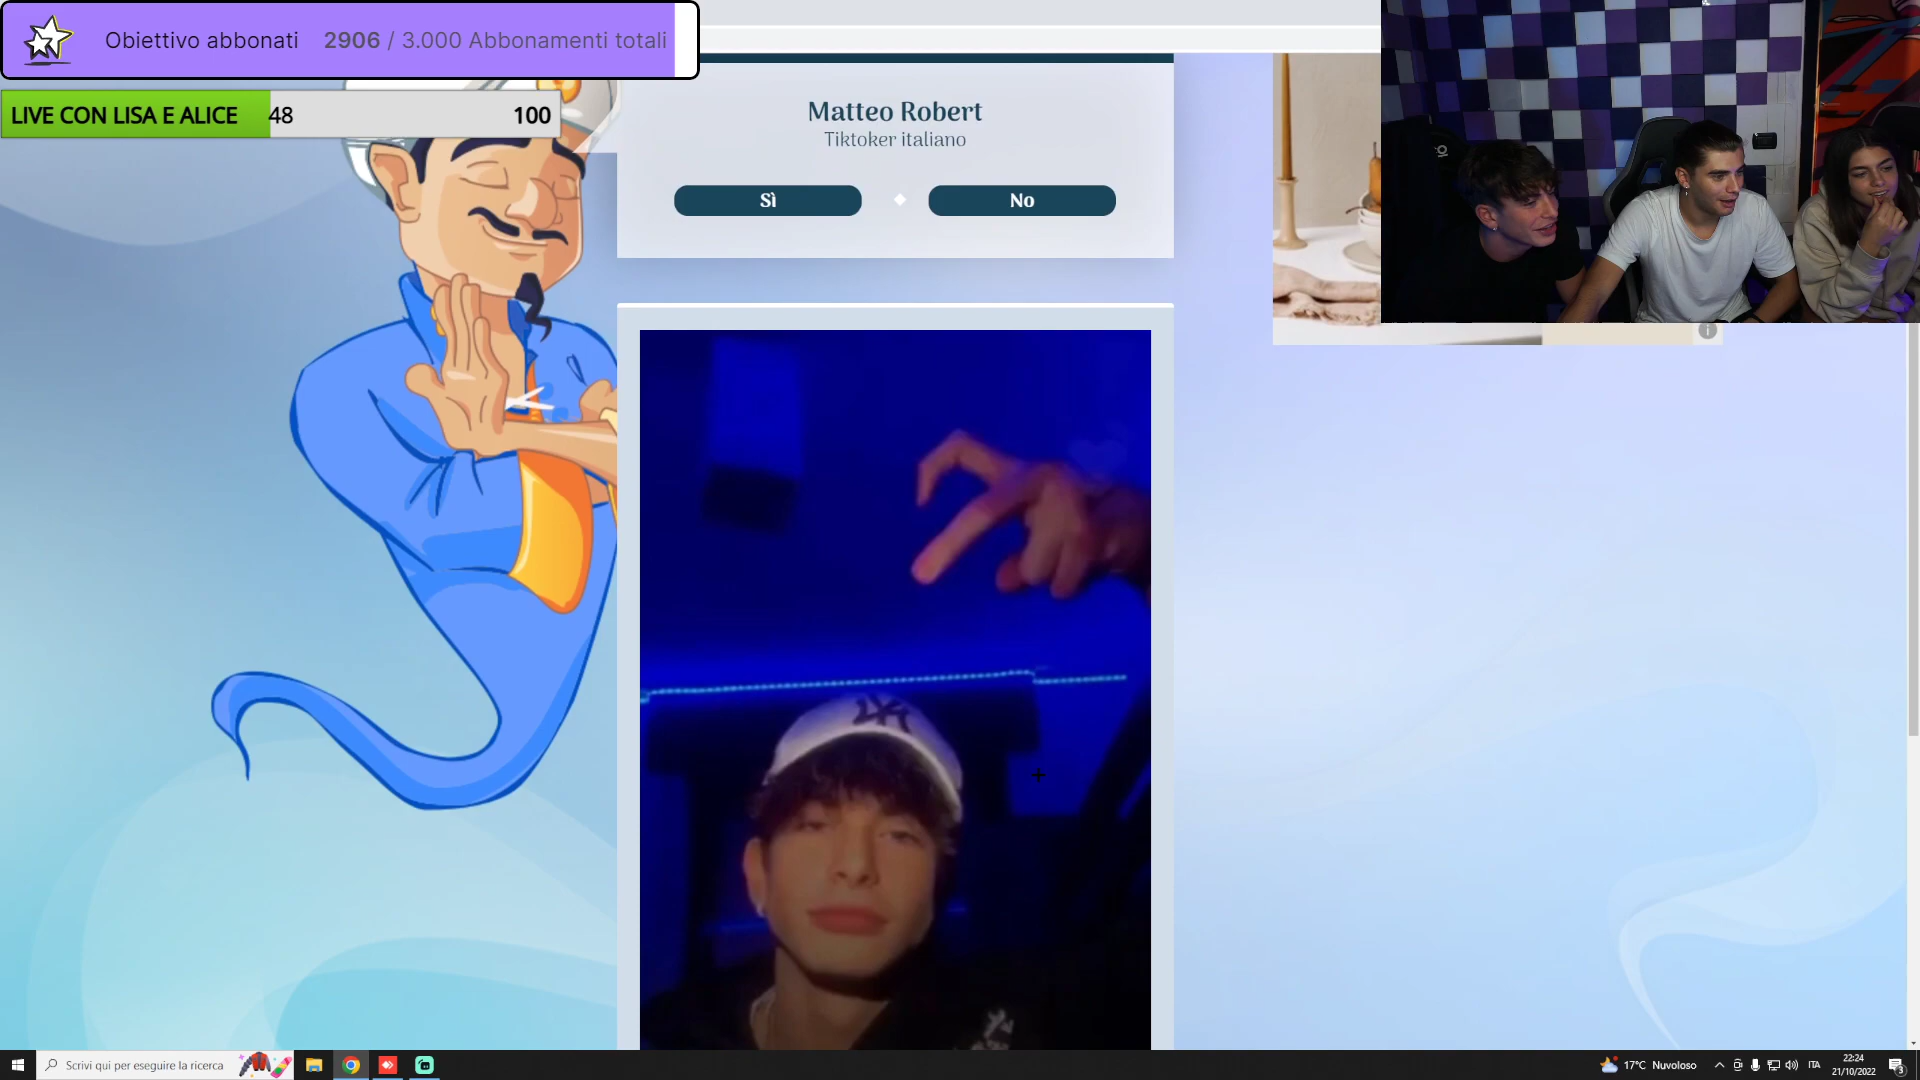 Obiettivo abbonati 2906 / 3.000 Abbonamenti totali
LIVE CON LISA E ALICE 48 100
Matteo Robert
Tiktoker italiano
Sì No
Scrivi qui per eseguire la ricerca
17°C Nuvoloso
ITA
22:24
21/10/2022
3